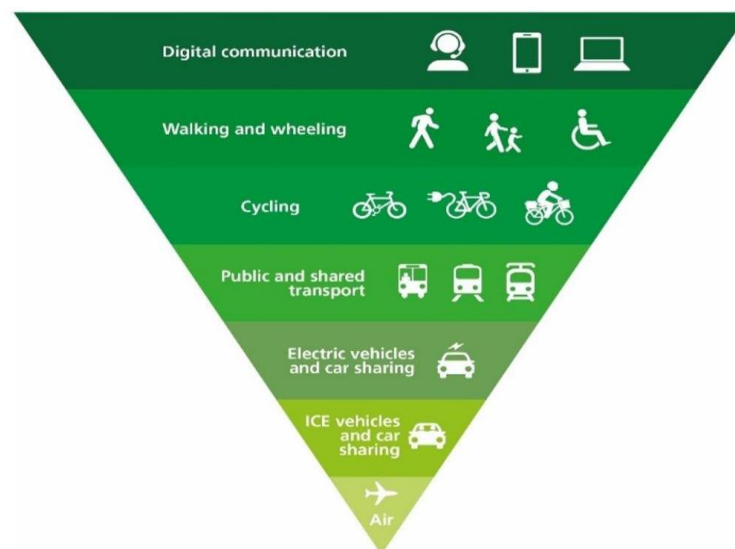 Digital communication
Walking and wheeling
Cycling
Public and shared
transport
Electric vehicles
and car sharing
ICE vehicles
and car
sharing
Air